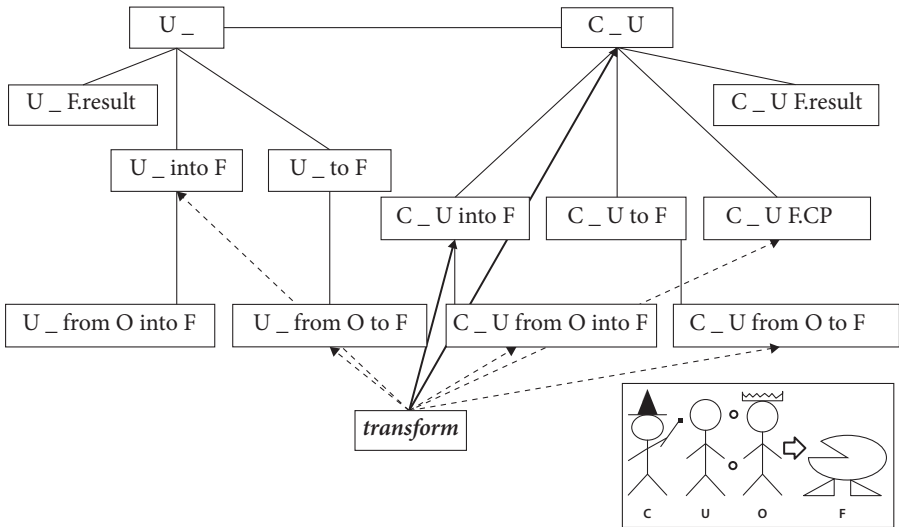 U _
C _ U
U _ F.result
C _ U F.result
U _ into F
U _ to F
C _ U into F
C _ U to F
C _ U F.CP
U _ from O into F
U _ from O to F
C _ U from O into F
C _ U from O to F
transform
C U O F